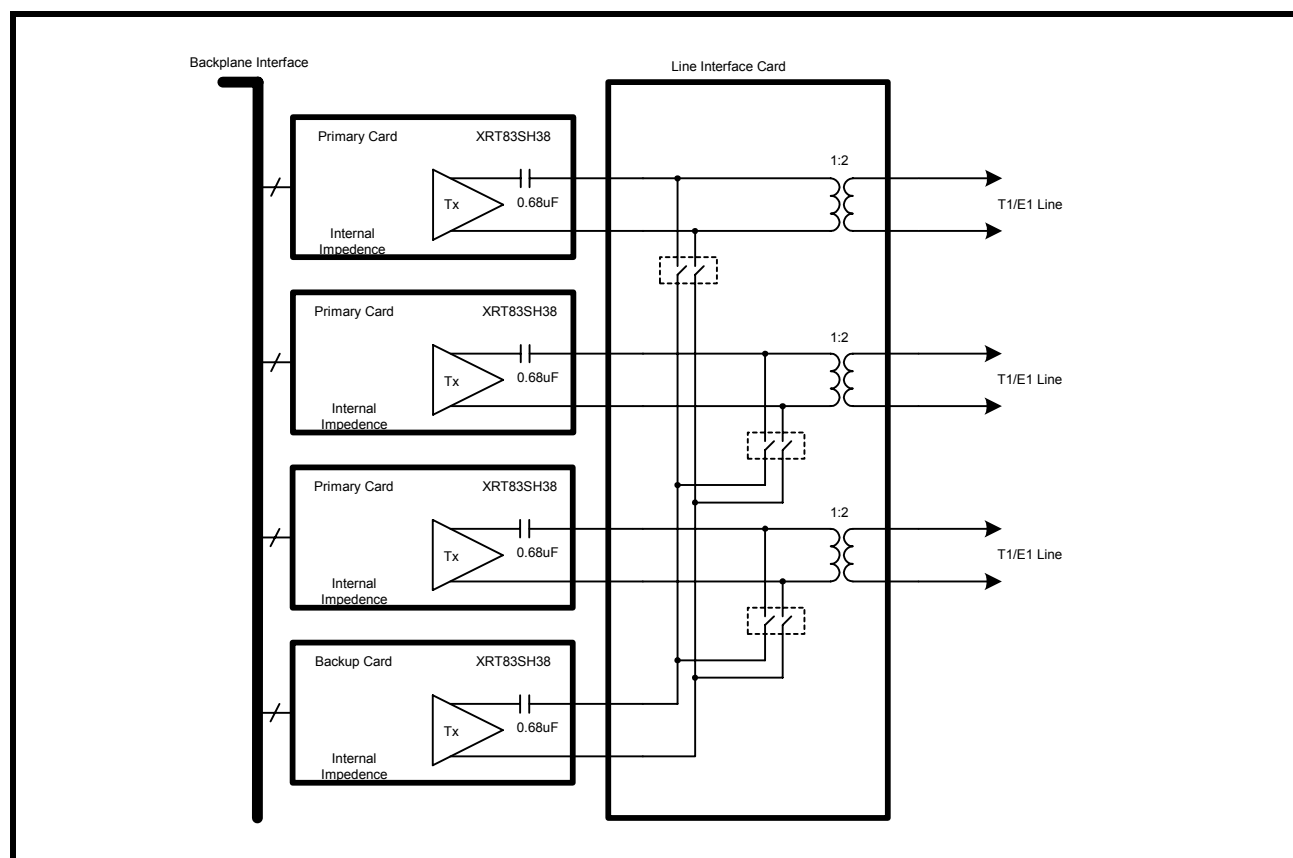 Backplane Interface
Line Interface Card
Primary Card XRT83SH38
Tx
0.68uF
Internal
Impedence
1:2
T1/E1 Line
Primary Card XRT83SH38
Tx
0.68uF
Internal
Impedence
1:2
T1/E1 Line
Primary Card XRT83SH38
Tx
0.68uF
Internal
Impedence
1:2
T1/E1 Line
Backup Card XRT83SH38
Tx
0.68uF
Internal
Impedence